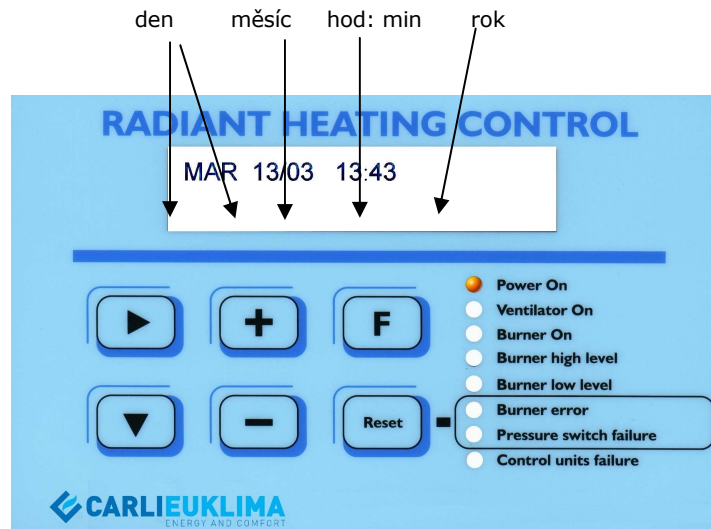 den měsíc hod: min rok
RADIANT HEATING CONTROL
MAR 13/03 13:43
Power On
Ventilator On
Burner On
Burner high level
Burner low level
Burner error
Pressure switch failure
Control units failure
+ F
- Reset -
CARLIEUKLIMA
ENERGY AND COMFORT